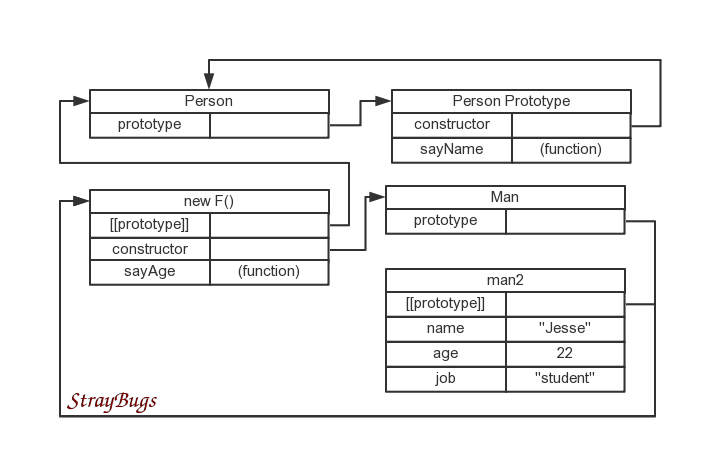 Person
prototype
Person Prototype
constructor
sayName (function)
new F()
[[prototype]]
constructor
sayAge (function)
Man
prototype
man2
[[prototype]]
name "Jesse"
age 22
job "student"
StrayBugs